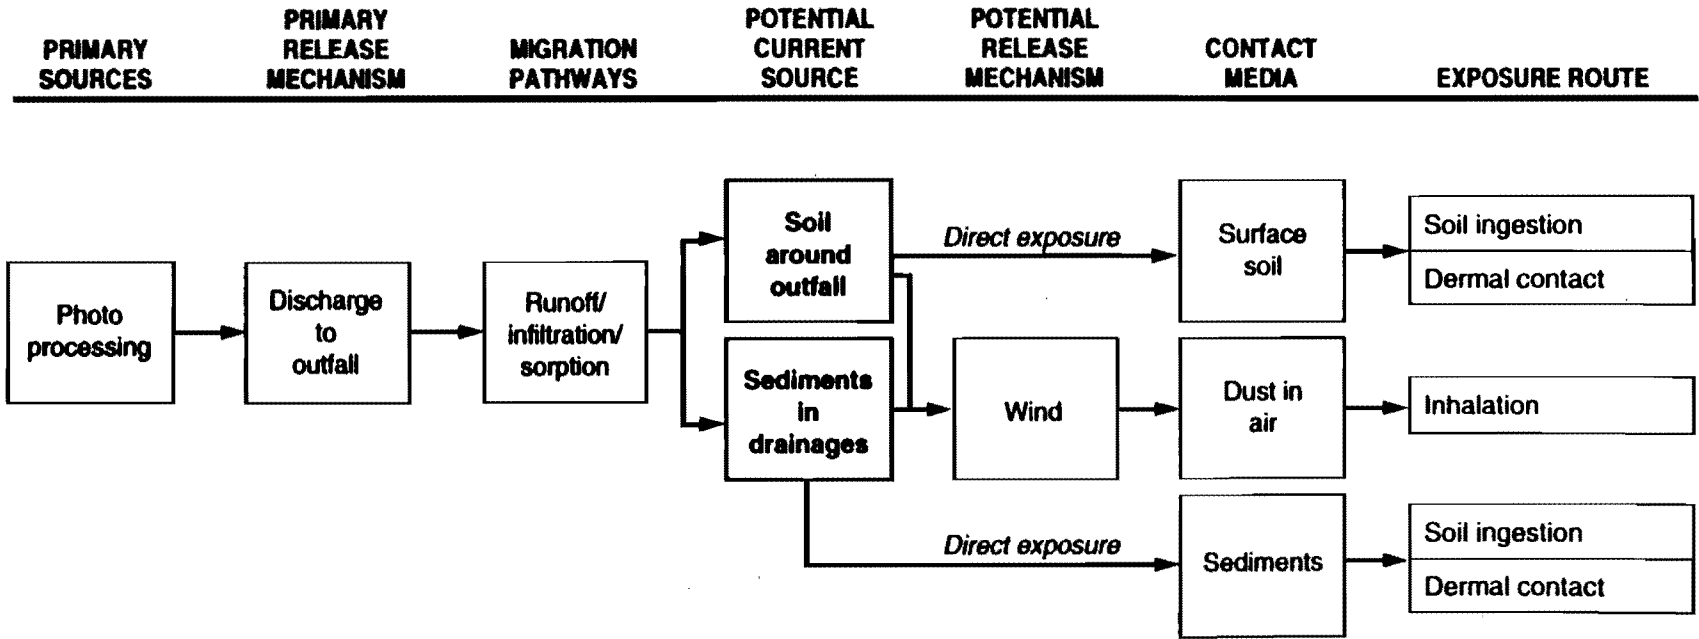 PRIMARY
SOURCES
PRIMARY
RELEASE
MECHANISM
MIGRATION
PATHWAYS
POTENTIAL
CURRENT
SOURCE
POTENTIAL
RELEASE
MECHANISM
CONTACT
MEDIA
EXPOSURE ROUTE
Photo
processing
Discharge
to
outfall
Runoff/
infiltration/
sorption
Soil
around
outfall
Sediments
in
drainages
Direct exposure
Wind
Direct exposure
Surface
soil
Dust in
air
Sediments
Soil ingestion
Dermal contact
Inhalation
Soil ingestion
Dermal contact